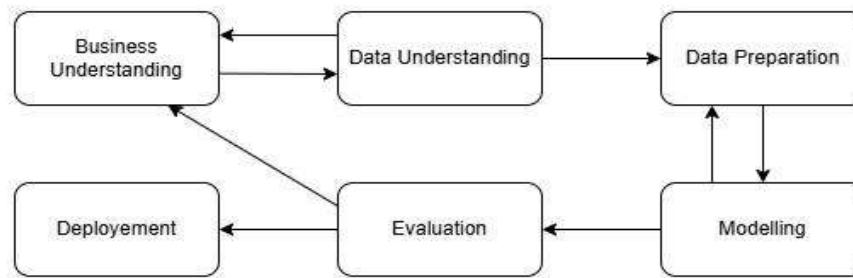 Business
Understanding
Data Understanding
Data Preparation
Deployement
Evaluation
Modelling